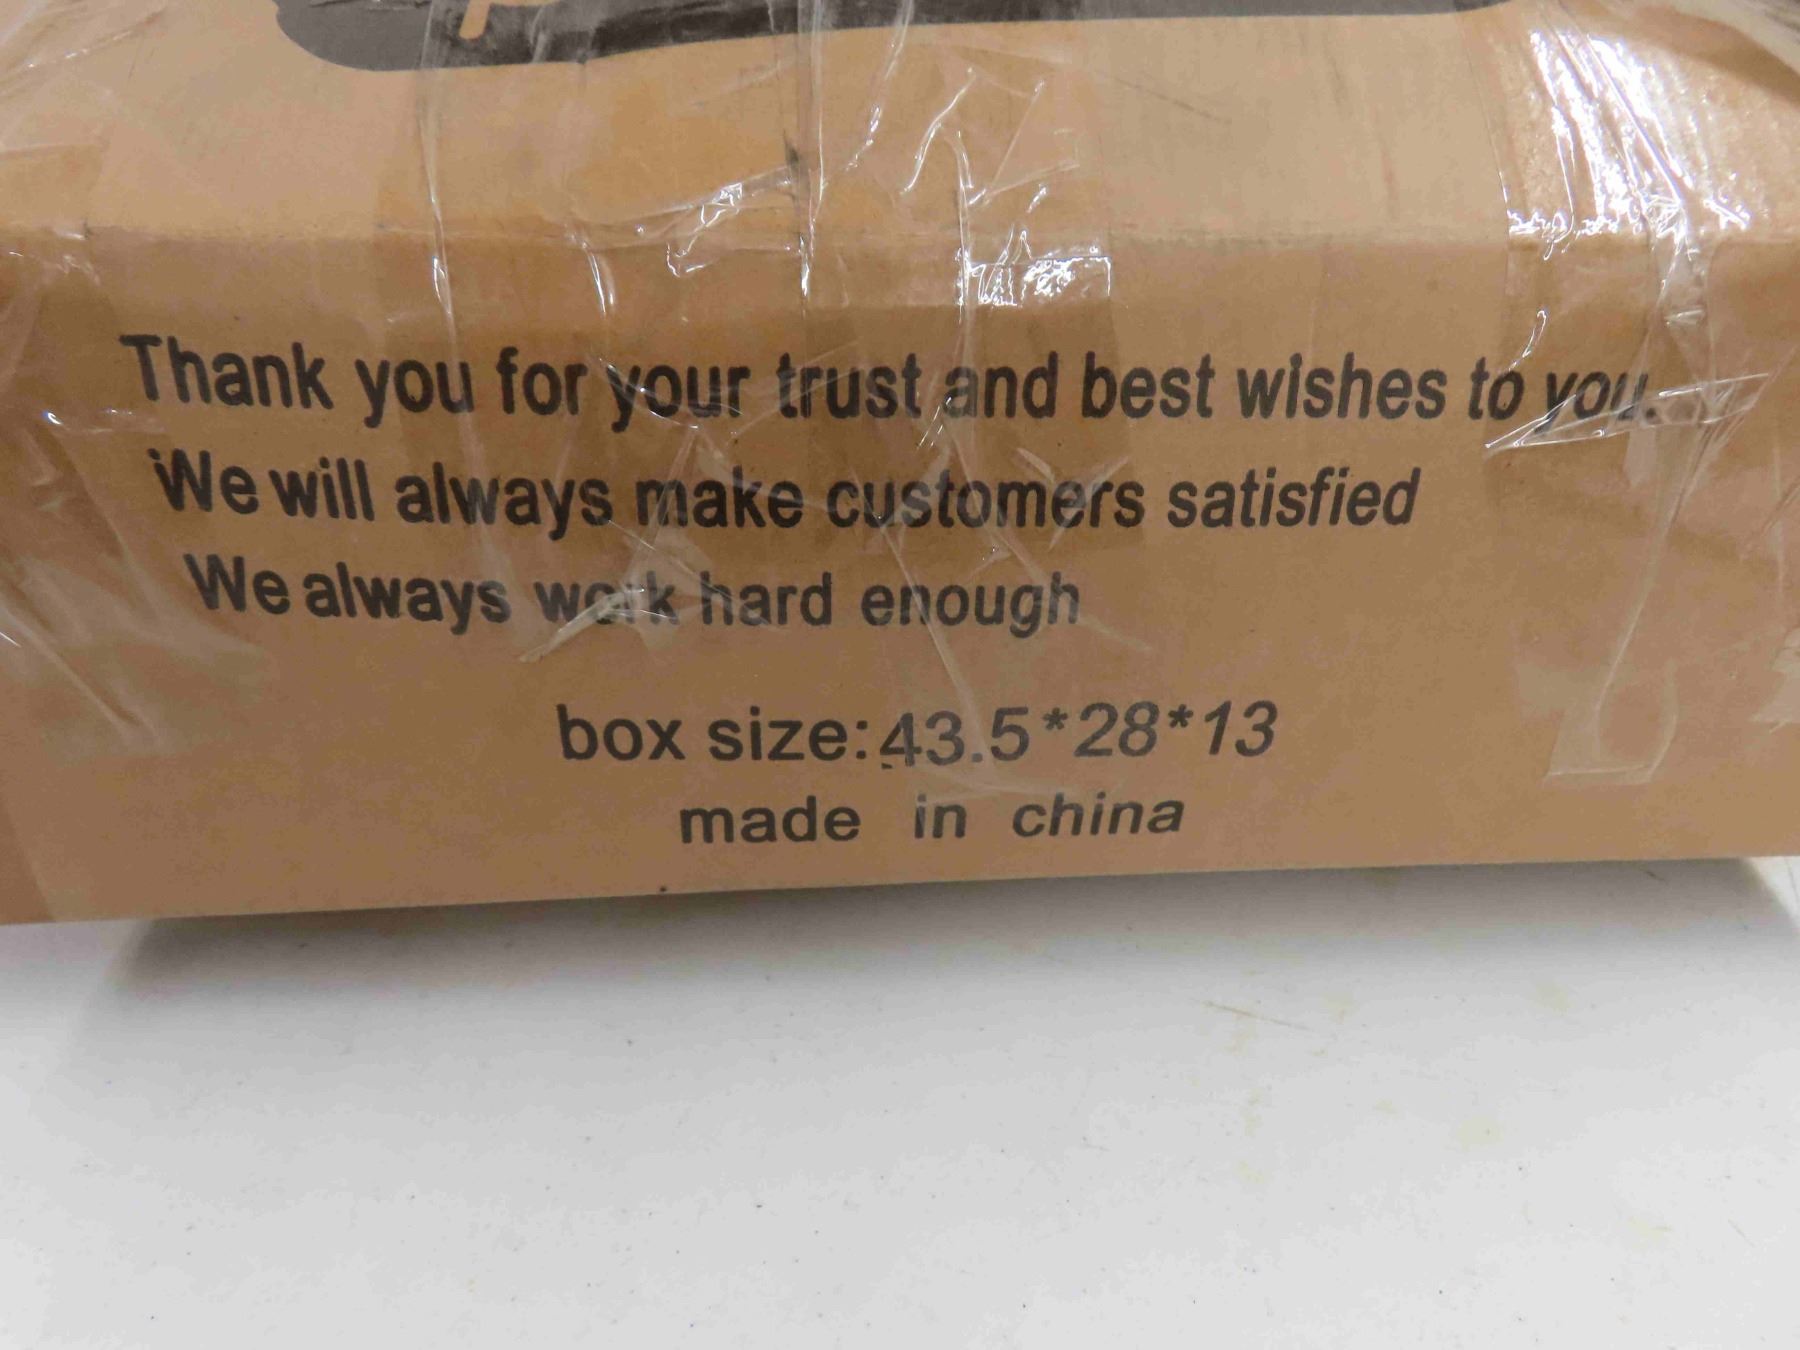 Thank you for your trust and best wishes to you.
We will always make customers satisfied
We always work hard enough
box size:43.5*28*13
made in china